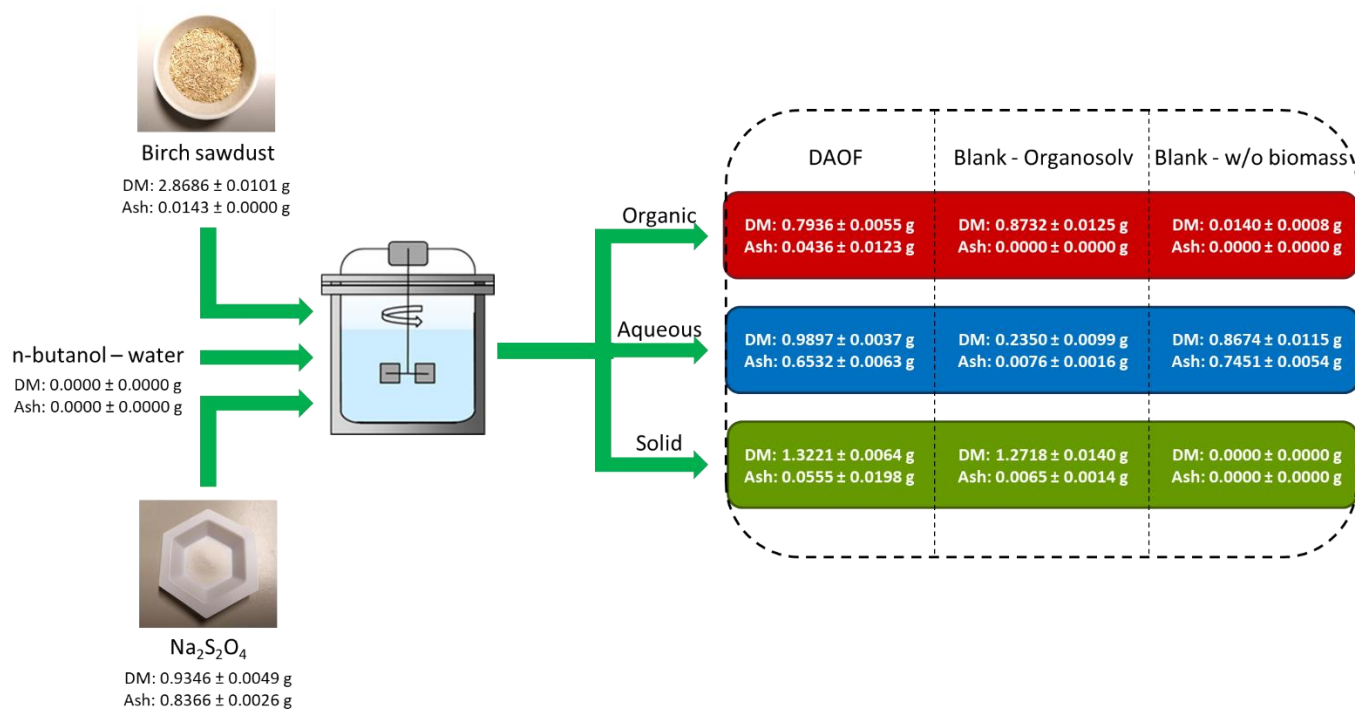 Birch sawdust
DM: 2.8686 ± 0.0101 g
Ash: 0.0143 ± 0.0000 g
n-butanol – water
DM: 0.0000 ± 0.0000 g
Ash: 0.0000 ± 0.0000 g
Na₂S₂O₄
DM: 0.9346 ± 0.0049 g
Ash: 0.8366 ± 0.0026 g
DAOF Blank - Organosolv Blank - w/o biomass
Organic
DM: 0.7936 ± 0.0055 g DM: 0.8732 ± 0.0125 g DM: 0.0140 ± 0.0008 g
Ash: 0.0436 ± 0.0123 g Ash: 0.0000 ± 0.0000 g Ash: 0.0000 ± 0.0000 g
Aqueous
DM: 0.9897 ± 0.0037 g DM: 0.2350 ± 0.0099 g DM: 0.8674 ± 0.0115 g
Ash: 0.6532 ± 0.0063 g Ash: 0.0076 ± 0.0016 g Ash: 0.7451 ± 0.0054 g
Solid
DM: 1.3221 ± 0.0064 g DM: 1.2718 ± 0.0140 g DM: 0.0000 ± 0.0000 g
Ash: 0.0555 ± 0.0198 g Ash: 0.0065 ± 0.0014 g Ash: 0.0000 ± 0.0000 g